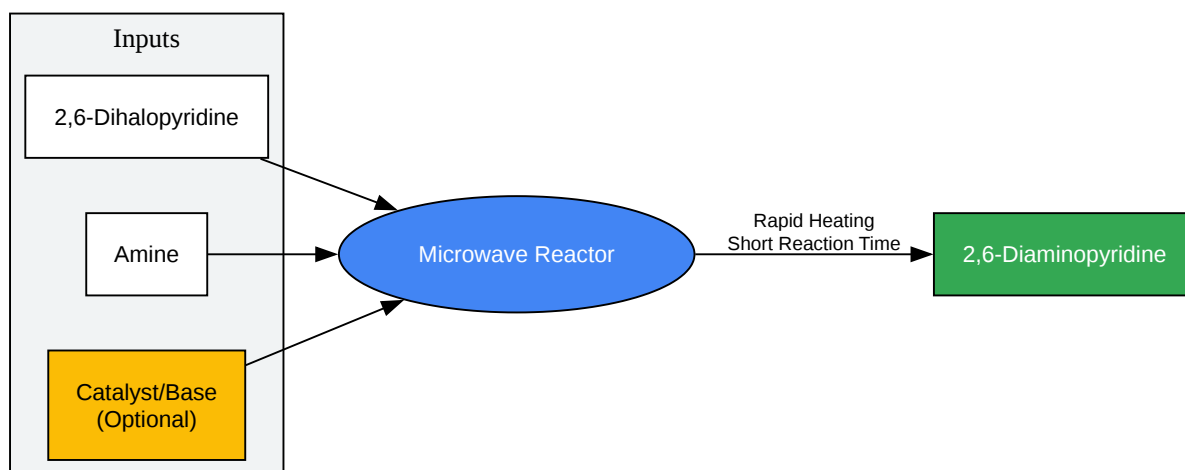 Inputs
2,6-Dihalopyridine
Amine
Catalyst/Base
(Optional)
Microwave Reactor
Rapid Heating
Short Reaction Time
2,6-Diaminopyridine